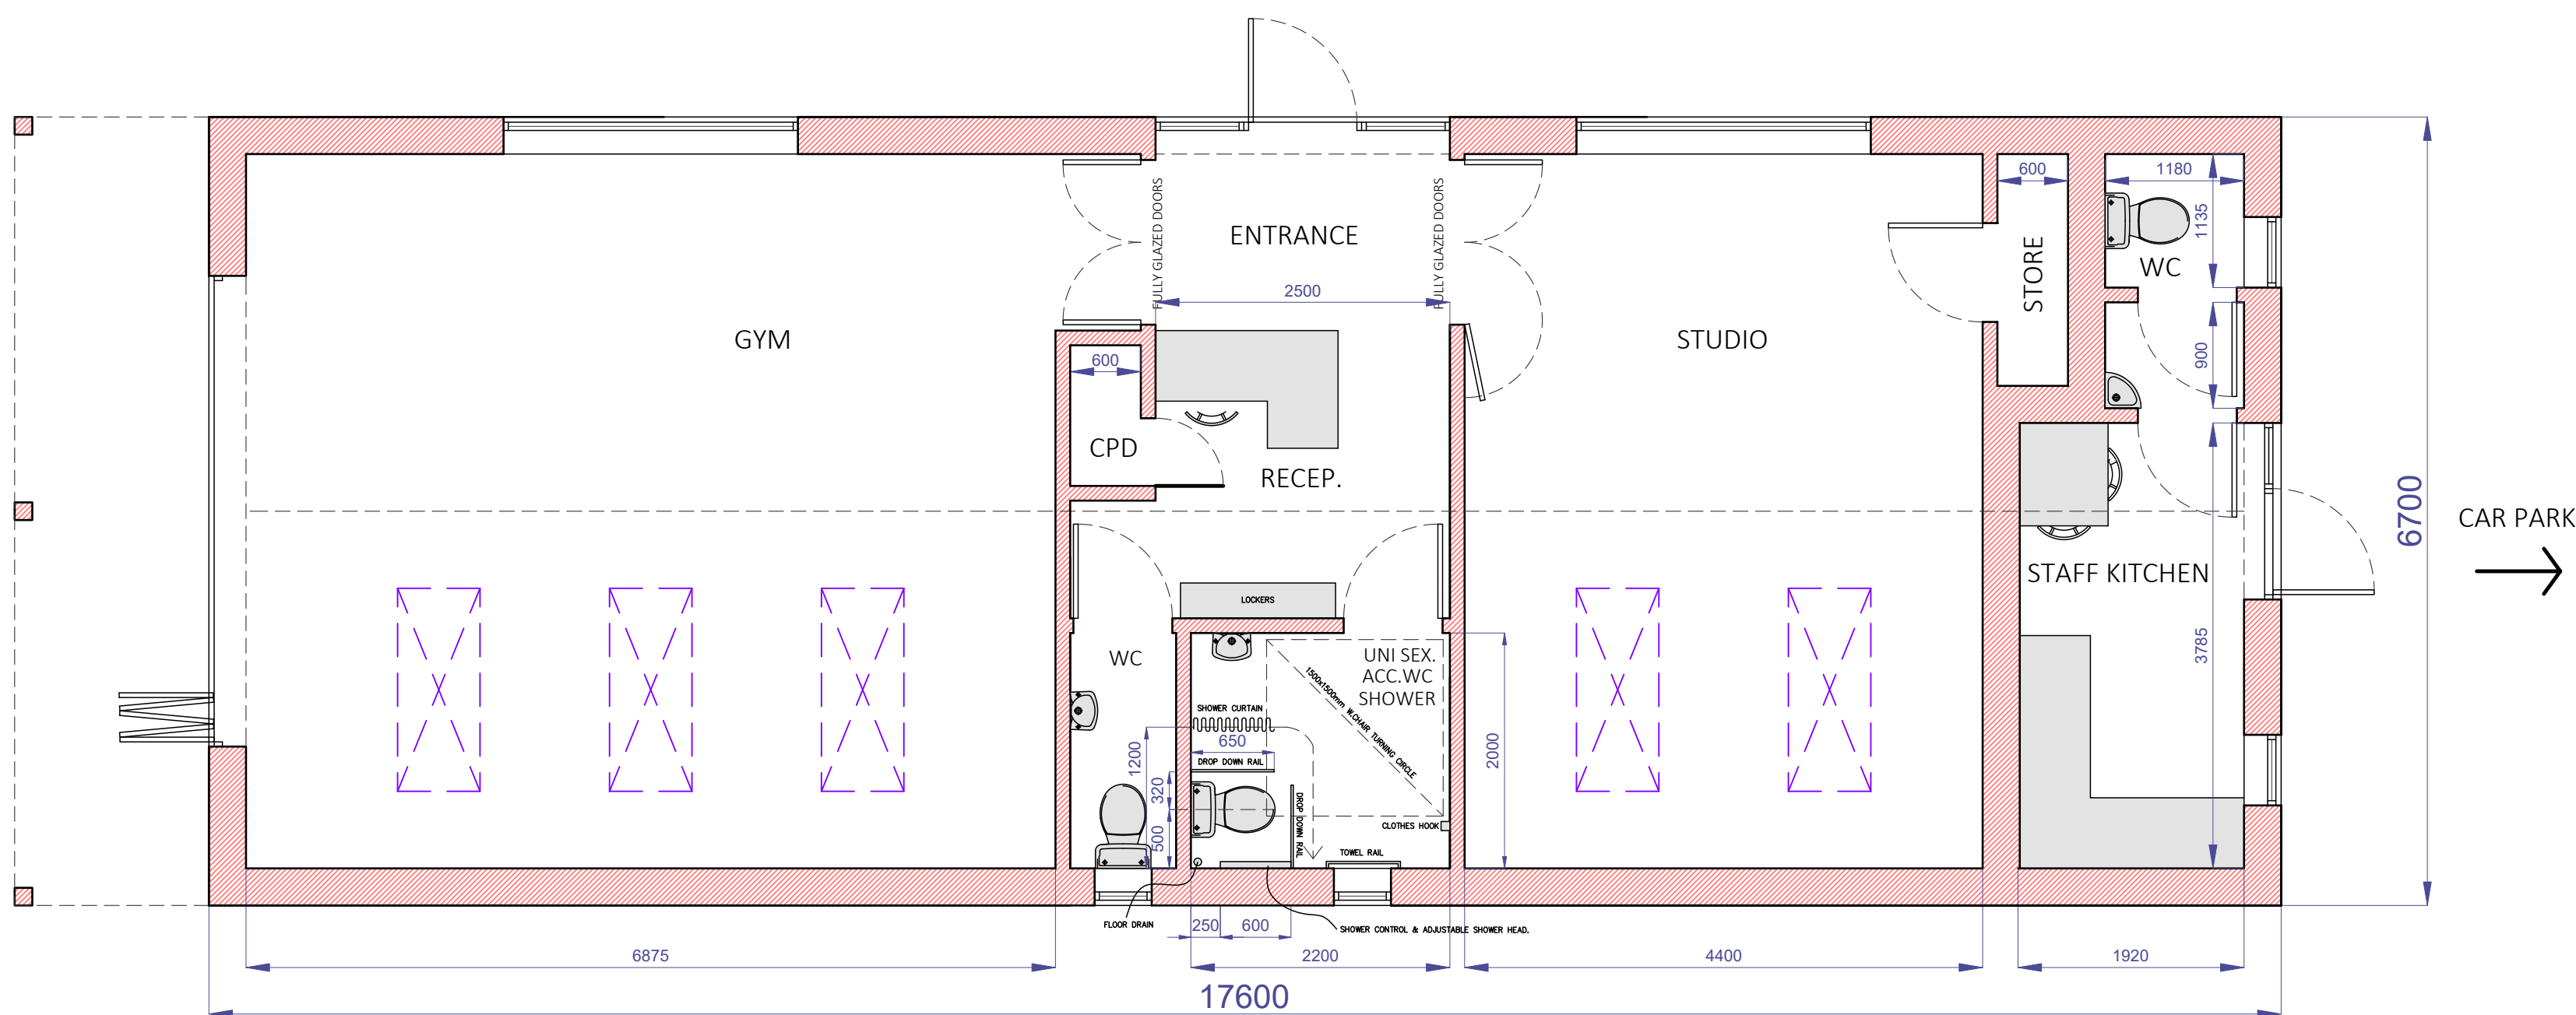 600
1180
FULLY GLAZED DOORS
FULLY GLAZED DOORS
ENTRANCE
1135
STORE
WC
2500
GYM
STUDIO
900
600
CPD
RECEP.
6700
CAR PARK
STAFF KITCHEN
LOCKERS
WC
UNI SEX.
ACC.WC
SHOWER
1500x1500mm W.CHAIR TURNING CIRCLE
3785
SHOWER CURTAIN
650
1200
DROP DOWN RAIL
2000
320
DROP DOWN RAIL
500
CLOTHES HOOK
TOWEL RAIL
FLOOR DRAIN
250
600
SHOWER CONTROL & ADJUSTABLE SHOWER HEAD.
6875
2200
4400
1920
17600